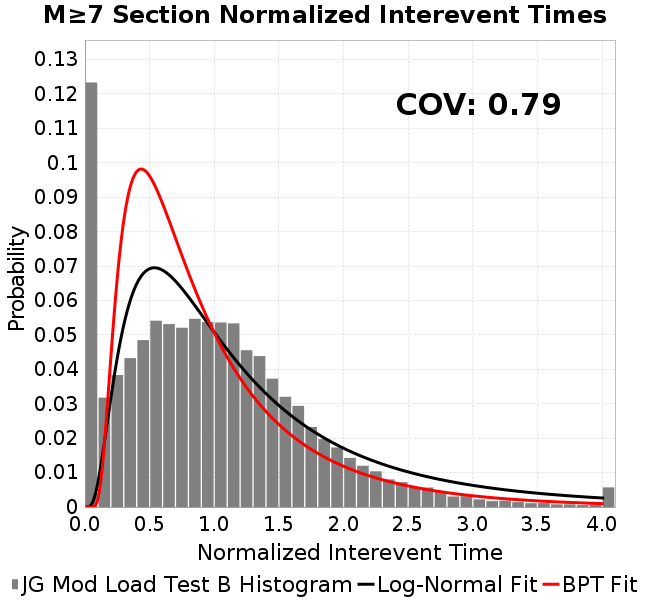 M≥7 Section Normalized Interevent Times
COV: 0.79
Probability
0.13
0.12
0.11
0.1
0.09
0.08
0.07
0.06
0.05
0.04
0.03
0.02
0.01
0
0.0 0.5 1.0 1.5 2.0 2.5 3.0 3.5 4.0
Normalized Interevent Time
JG Mod Load Test B Histogram Log-Normal Fit BPT Fit